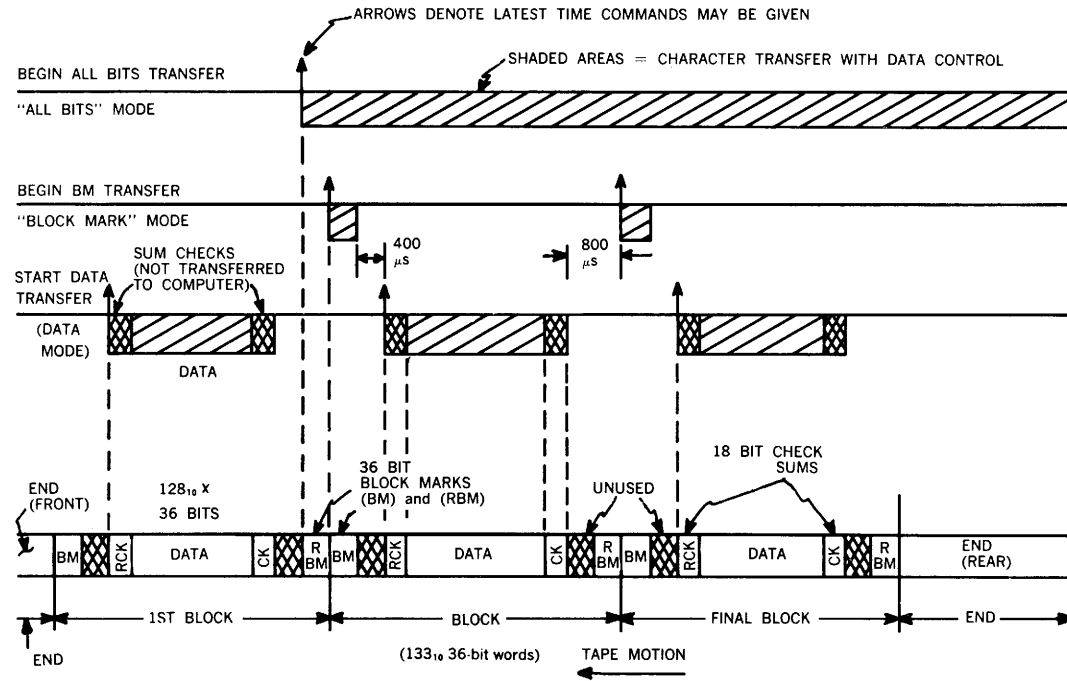 ARROWS DENOTE LATEST TIME COMMANDS MAY BE GIVEN
SHADED AREAS = CHARACTER TRANSFER WITH DATA CONTROL
BEGIN ALL BITS TRANSFER
"ALL BITS" MODE
BEGIN BM TRANSFER
"BLOCK MARK" MODE
400
μs
800
μs
SUM CHECKS
(NOT TRANSFERRED
TO COMPUTER)
START DATA
TRANSFER
(DATA
MODE)
DATA
END
(FRONT)
128₁₀ X
36 BITS
36 BIT
BLOCK MARKS
(BM) and (RBM)
UNUSED
18 BIT CHECK
SUMS
BM
RCK
DATA
CK
R
BM
BM
RCK
DATA
CK
R
BM
BM
RCK
DATA
CK
R
BM
END
(REAR)
1ST BLOCK
BLOCK
FINAL BLOCK
END
END
(133₁₀ 36-bit words)
TAPE MOTION